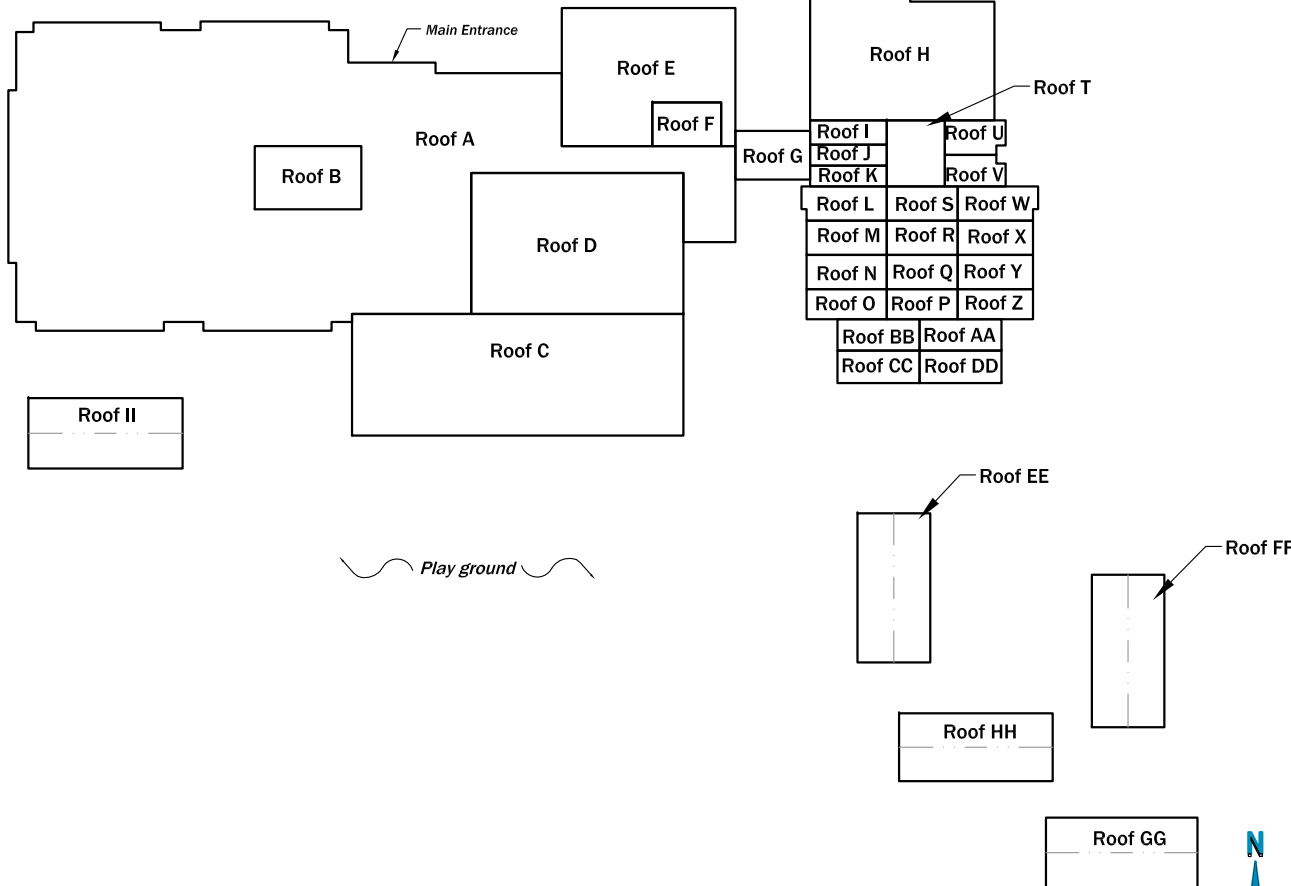 Main Entrance
Roof H
Roof E
Roof T
Roof F
Roof A
Roof I
Roof U
Roof J
Roof G
Roof B
Roof K
Roof V
Roof L
Roof S
Roof W
Roof M
Roof R
Roof X
Roof D
Roof N
Roof Q
Roof Y
Roof O
Roof P
Roof Z
Roof BB
Roof AA
Roof C
Roof CC
Roof DD
Roof II
Roof EE
Roof FF
Play ground
Roof HH
Roof GG
N